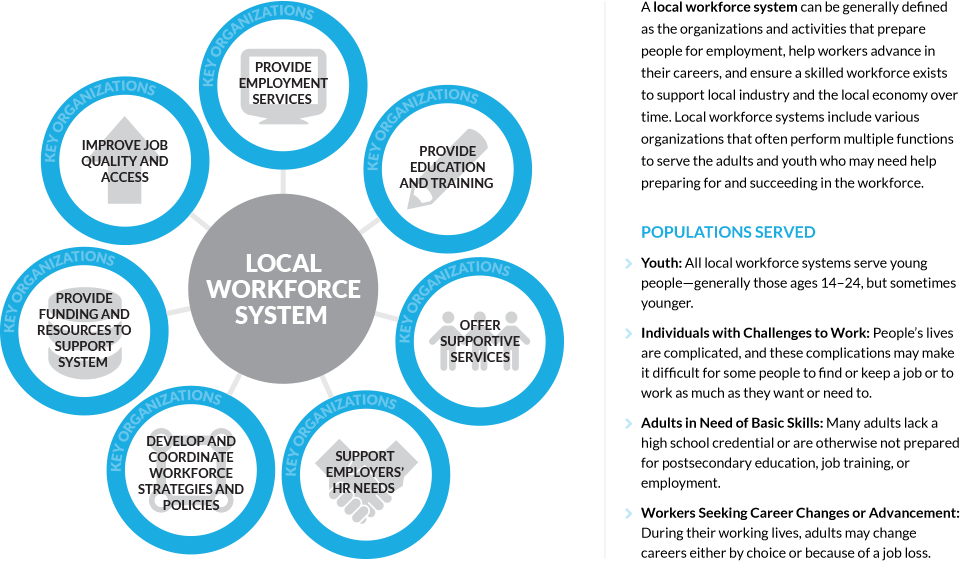 KEY ORGANIZATIONS
PROVIDE
EMPLOYMENT
SERVICES
KEY ORGANIZATIONS
PROVIDE
EDUCATION
AND TRAINING
KEY ORGANIZATIONS
OFFER
SUPPORTIVE
SERVICES
KEY ORGANIZATIONS
SUPPORT
EMPLOYERS’
HR NEEDS
KEY ORGANIZATIONS
DEVELOP AND
COORDINATE
WORKFORCE
STRATEGIES AND
POLICIES
KEY ORGANIZATIONS
PROVIDE
FUNDING AND
RESOURCES TO
SUPPORT
SYSTEM
KEY ORGANIZATIONS
IMPROVE JOB
QUALITY AND
ACCESS
LOCAL
WORKFORCE
SYSTEM
A local workforce system can be generally defined
as the organizations and activities that prepare
people for employment, help workers advance in
their careers, and ensure a skilled workforce exists
to support local industry and the local economy over
time. Local workforce systems include various
organizations that often perform multiple functions
to serve the adults and youth who may need help
preparing for and succeeding in the workforce.
POPULATIONS SERVED
Youth: All local workforce systems serve young
people—generally those ages 14–24, but sometimes
younger.
Individuals with Challenges to Work: People’s lives
are complicated, and these complications may make
it difficult for some people to find or keep a job or to
work as much as they want or need to.
Adults in Need of Basic Skills: Many adults lack a
high school credential or are otherwise not prepared
for postsecondary education, job training, or
employment.
Workers Seeking Career Changes or Advancement:
During their working lives, adults may change
careers either by choice or because of a job loss.